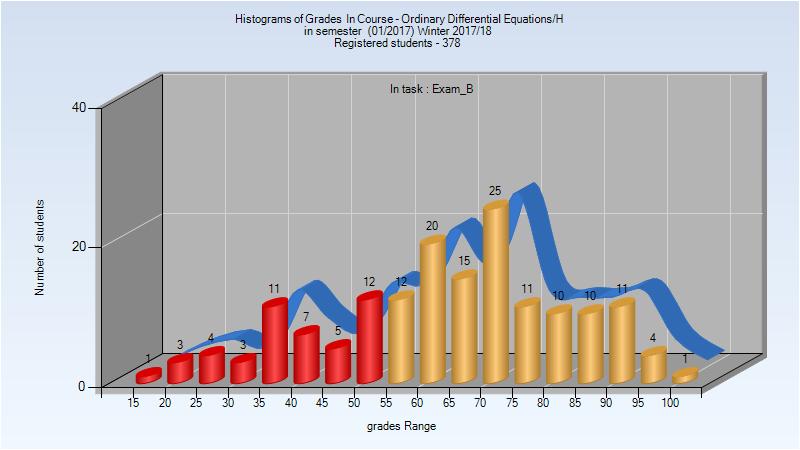 Histograms of Grades In Course - Ordinary Differential Equations/H
in semester (01/2017) Winter 2017/18
Registered students - 378
In task : Exam_B
40
20
0
Number of students
1 3 4 3 11 7 5 12 12 20 15 25 11 10 10 11 4 1
15 20 25 30 35 40 45 50 55 60 65 70 75 80 85 90 95 100
grades Range